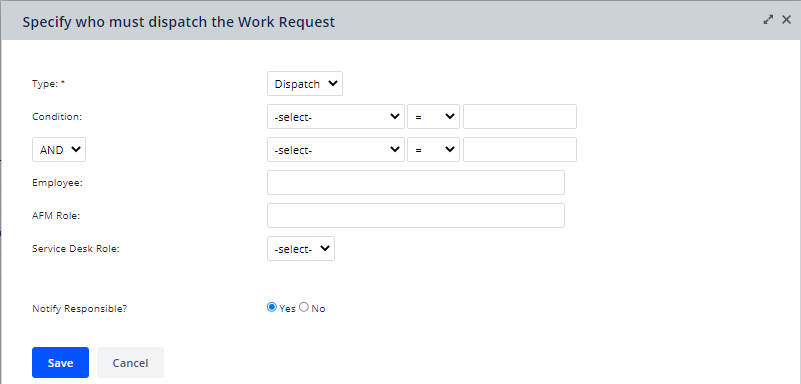 Specify who must dispatch the Work Request
Type: * Dispatch
Condition: -select- =
AND -select- =
Employee:
AFM Role:
Service Desk Role: -select-
Notify Responsible? Yes No
Save Cancel